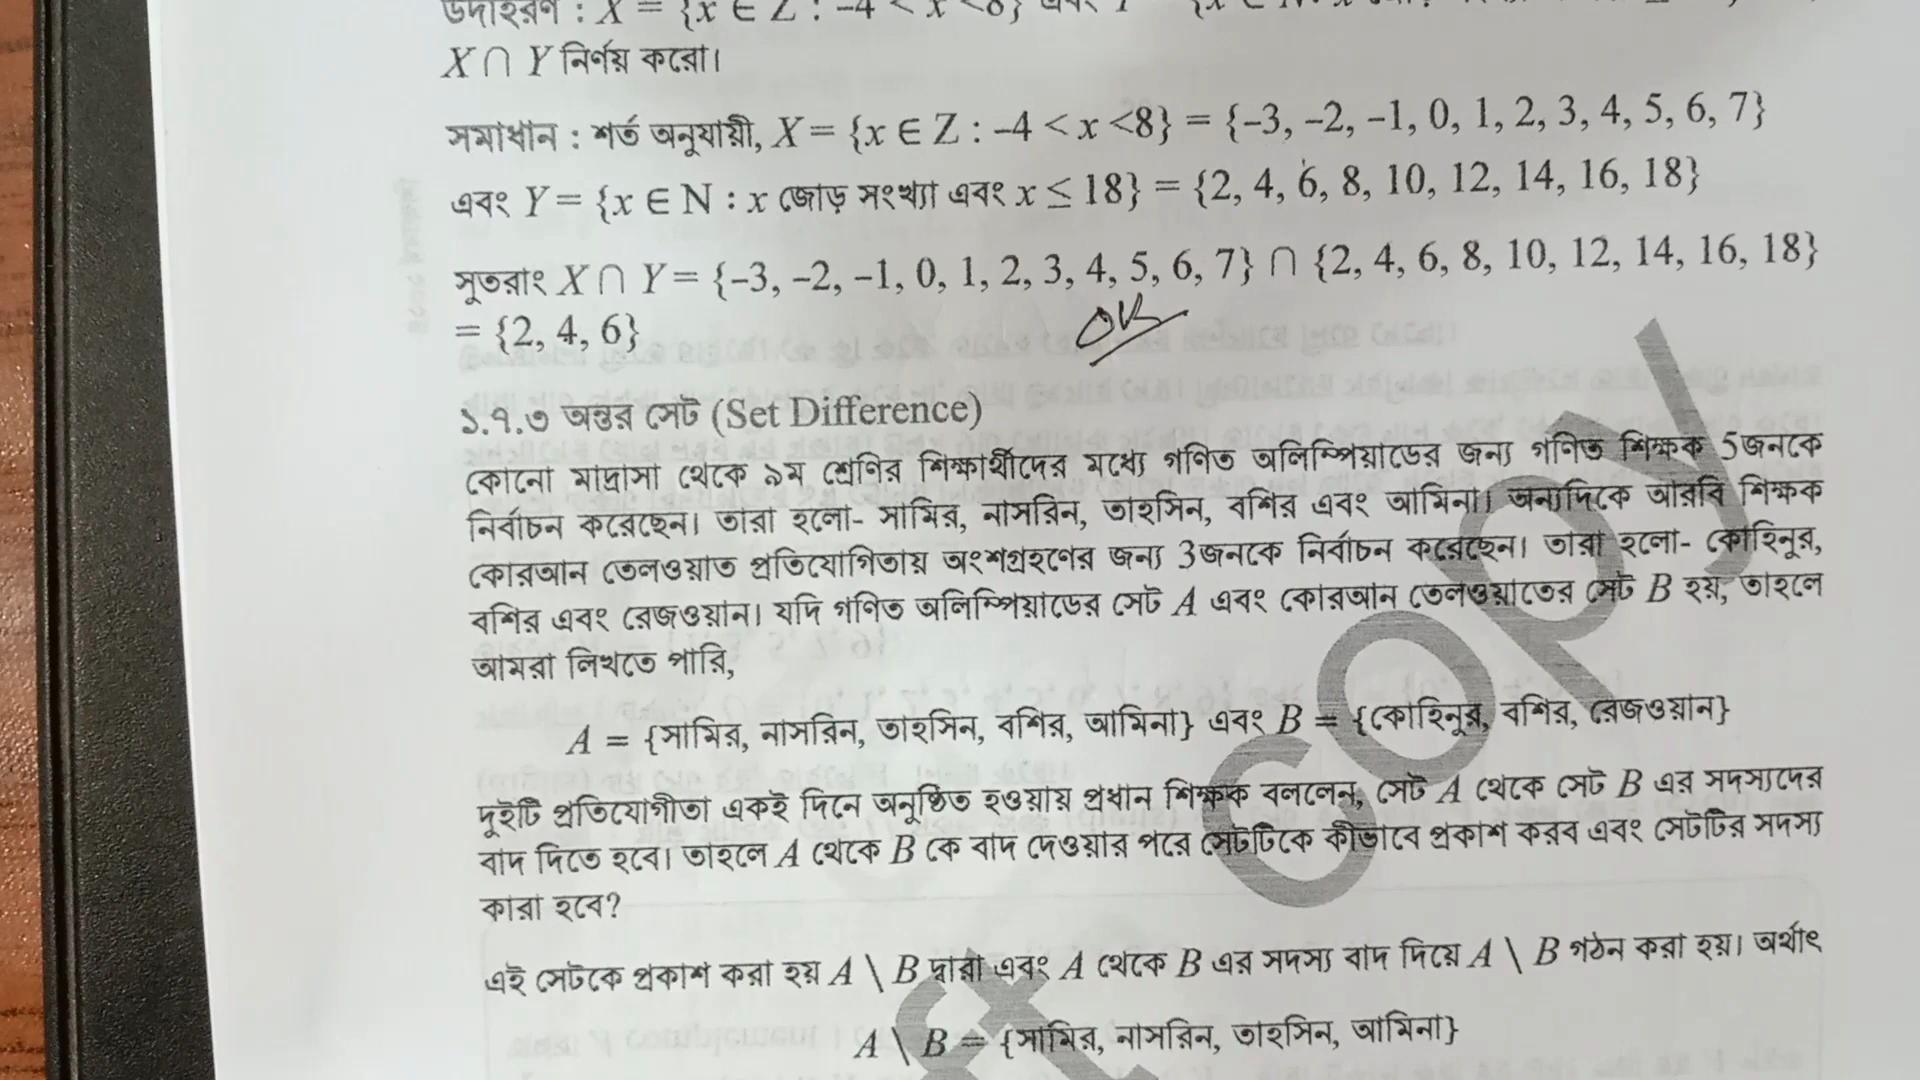 উদাহরণ : X = {x ∈ Z : –4 < x <8} এবং Y = {x ∈ N: x
X ∩ Y নির্ণয় করো।
সমাধান : শর্ত অনুযায়ী, X = {x ∈ Z : –4 < x <8} = {–3, –2, –1, 0, 1, 2, 3, 4, 5, 6, 7}
এবং Y = {x ∈ N : x জোড় সংখ্যা এবং x ≤ 18} = {2, 4, 6, 8, 10, 12, 14, 16, 18}
সুতরাং X ∩ Y = {–3, –2, –1, 0, 1, 2, 3, 4, 5, 6, 7} ∩ {2, 4, 6, 8, 10, 12, 14, 16, 18}
= {2, 4, 6}
OK
১.৭.৩ অন্তর সেট (Set Difference)
কোনো মাদ্রাসা থেকে ৯ম শ্রেণির শিক্ষার্থীদের মধ্যে গণিত অলিম্পিয়াডের জন্য গণিত শিক্ষক 5জনকে
নির্বাচন করেছেন। তারা হলো- সামির, নাসরিন, তাহসিন, বশির এবং আমিনা। অন্যদিকে আরবি শিক্ষক
কোরআন তেলওয়াত প্রতিযোগিতায় অংশগ্রহণের জন্য 3জনকে নির্বাচন করেছেন। তারা হলো- কোহিনূর,
বশির এবং রেজওয়ান। যদি গণিত অলিম্পিয়াডের সেট A এবং কোরআন তেলওয়াতের সেট B হয়, তাহলে
আমরা লিখতে পারি,
A = {সামির, নাসরিন, তাহসিন, বশির, আমিনা} এবং B = {কোহিনূর, বশির, রেজওয়ান}
দুইটি প্রতিযোগীতা একই দিনে অনুষ্ঠিত হওয়ায় প্রধান শিক্ষক বললেন, সেট A থেকে সেট B এর সদস্যদের
বাদ দিতে হবে। তাহলে A থেকে B কে বাদ দেওয়ার পরে সেটটিকে কীভাবে প্রকাশ করব এবং সেটটির সদস্য
কারা হবে?
এই সেটকে প্রকাশ করা হয় A \ B দ্বারা এবং A থেকে B এর সদস্য বাদ দিয়ে A \ B গঠন করা হয়। অর্থাৎ
A \ B = {সামির, নাসরিন, তাহসিন, আমিনা}
copy